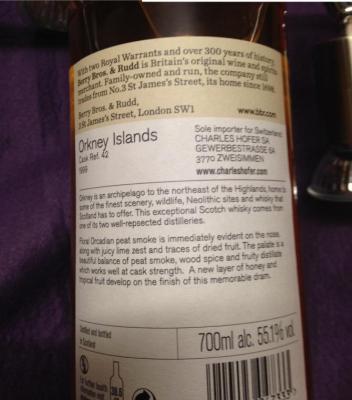 With two Royal Warrants and over 300 years of history,
Berry Bros. & Rudd is Britain's original wine and spirits
merchant. Family-owned and run, the company still
trades from No.3 St James's Street, its home since 1698.
Berry Bros. & Rudd,
3 St James's Street, London SW1
www.bbr.com
Orkney Islands
Cask Ref. 42
1999
Sole importer for Switzerland
CHARLES HOFER SA
GEWERBESTRASSE 6A
3770 ZWEISIMMEN
www.charleshofer.com
Orkney is an archipelago to the northeast of the Highlands, home to
some of the finest scenery, wildlife, Neolithic sites and whisky that
Scotland has to offer. This exceptional Scotch whisky comes from
one of its two well-repsected distilleries.
Floral Orcadian peat smoke is immediately evident on the nose,
along with juicy lime zest and traces of dried fruit. The palate is a
beautiful balance of peat smoke, wood spice and fruity distillate
which works well at cask strength. A new layer of honey and
tropical fruit develop on the finish of this memorable dram.
Distilled and bottled
in Scotland
700ml alc. 55.1% vol
For further health